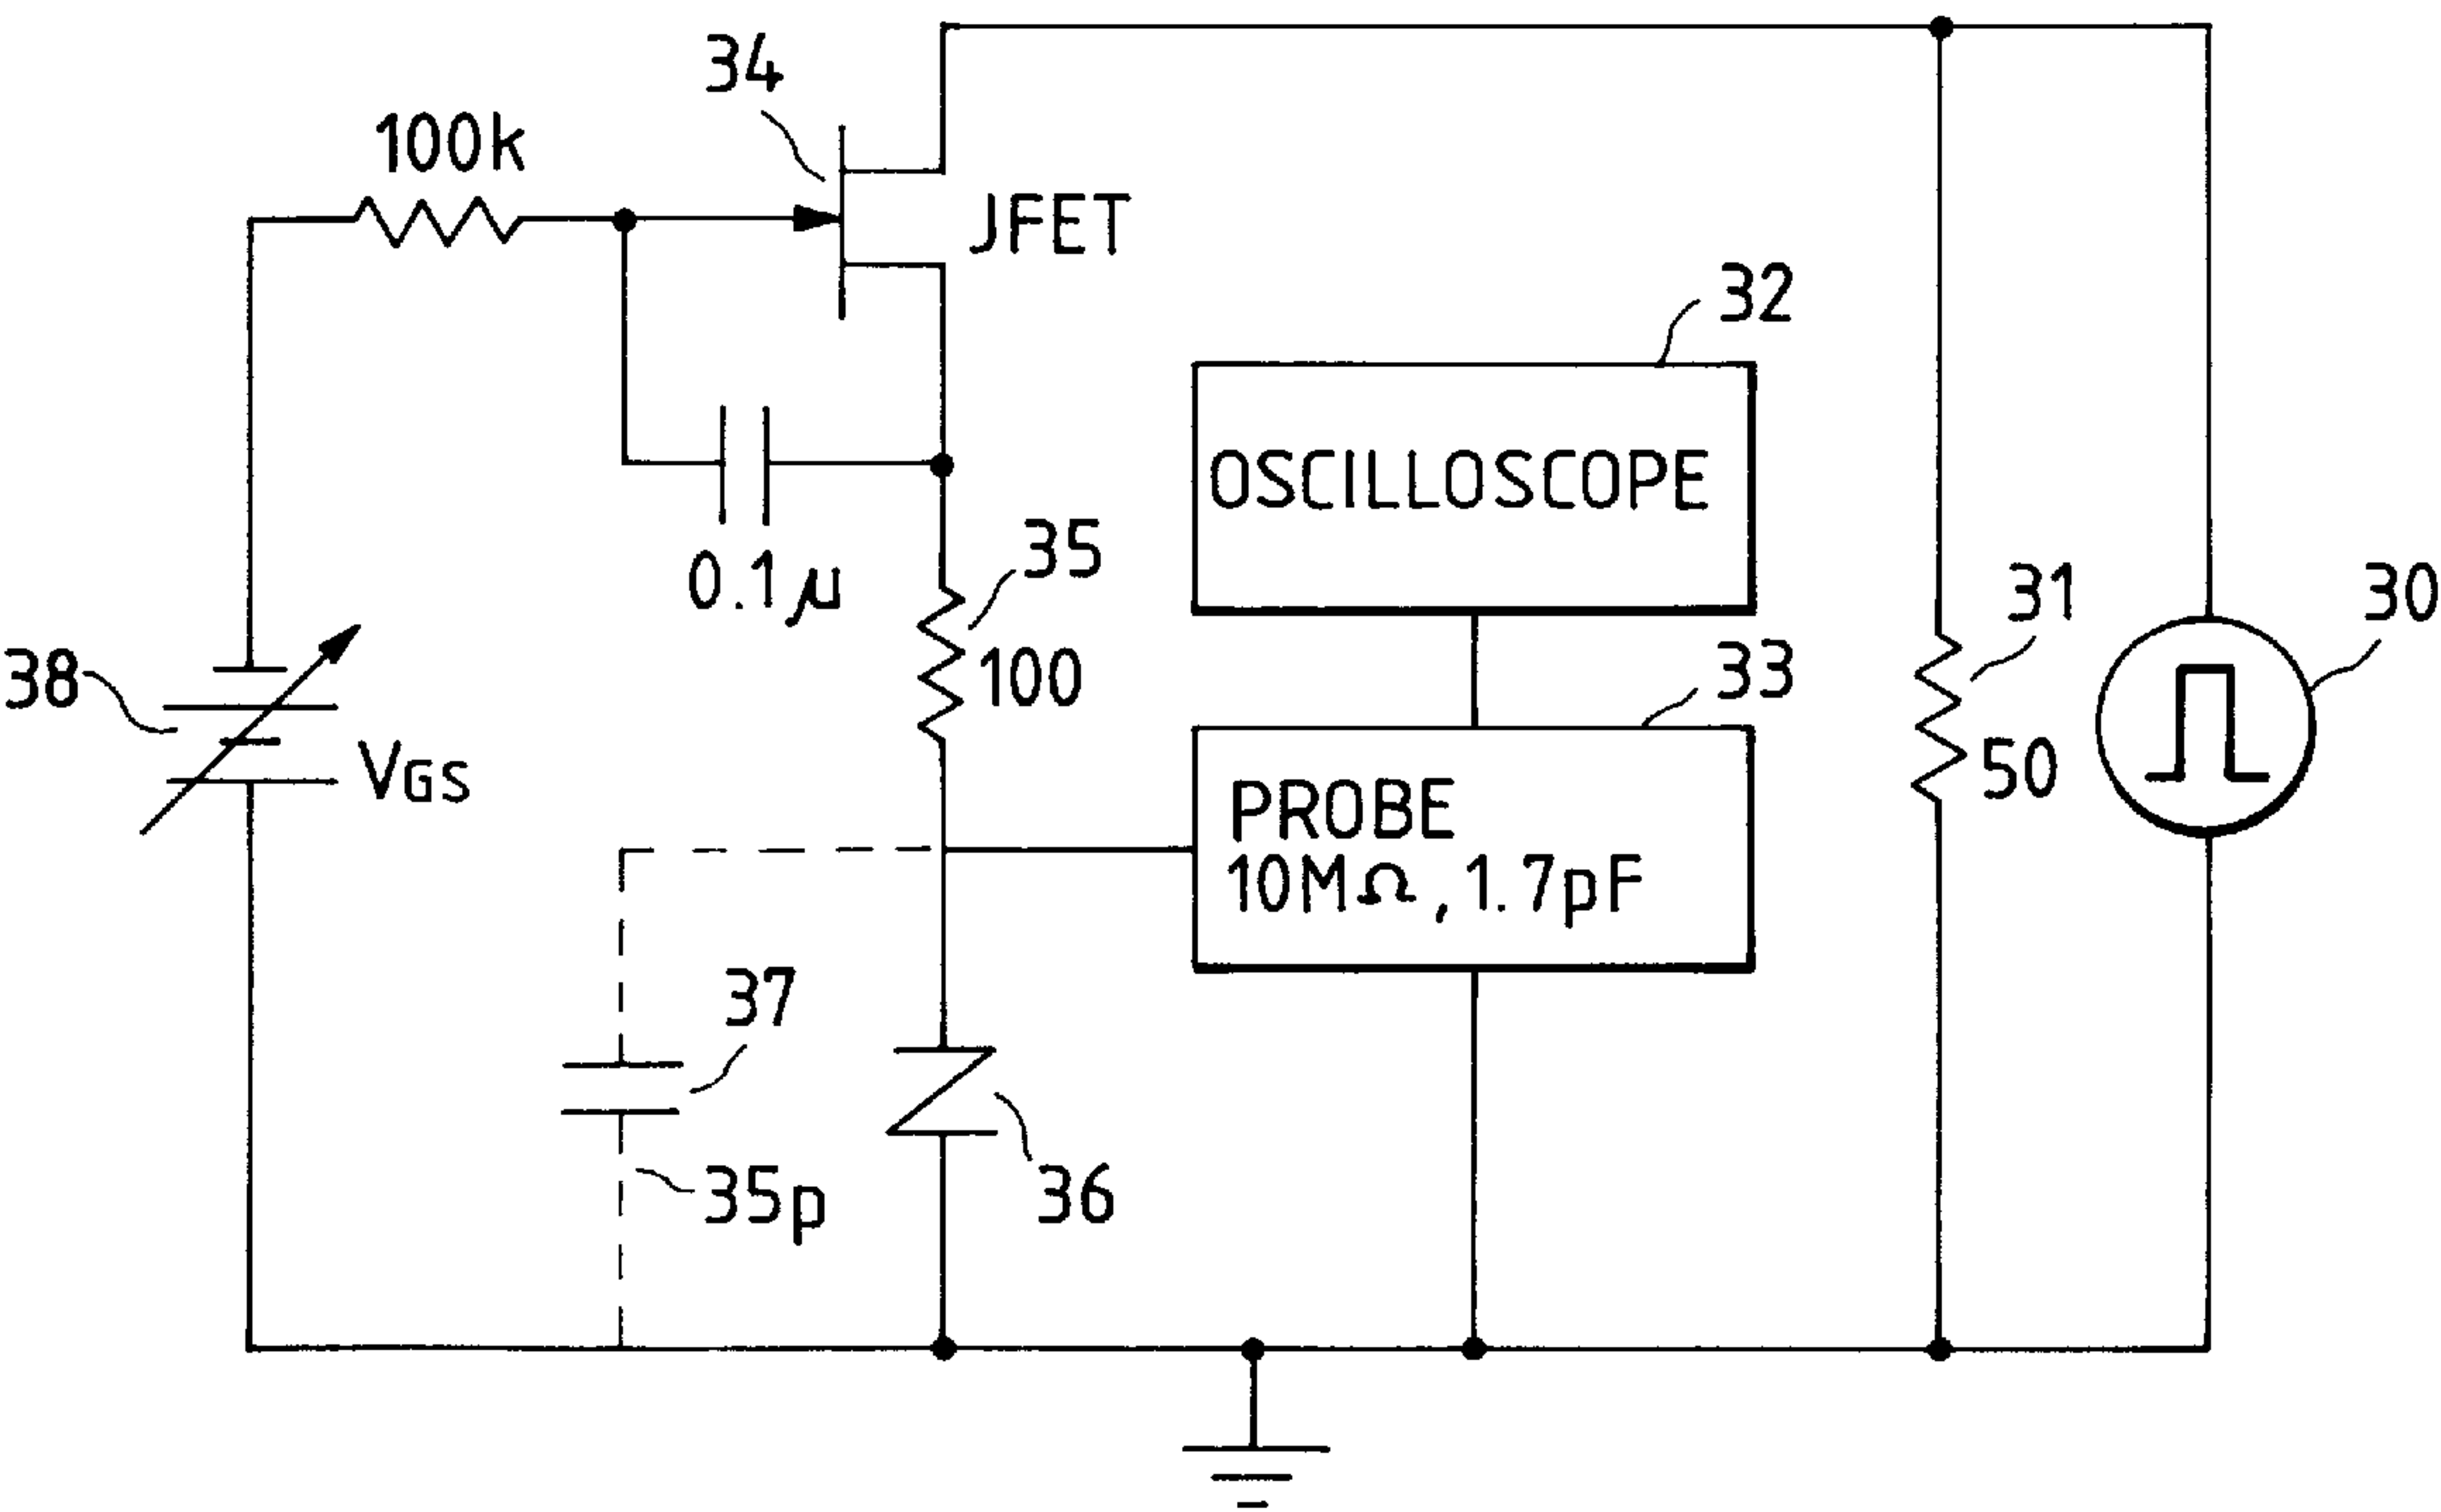 34
100k
JFET
32
OSCILLOSCOPE
35
0.1μ
31
30
38
100
33
VGS
50
PROBE
10MΩ, 1.7pF
37
35p
36